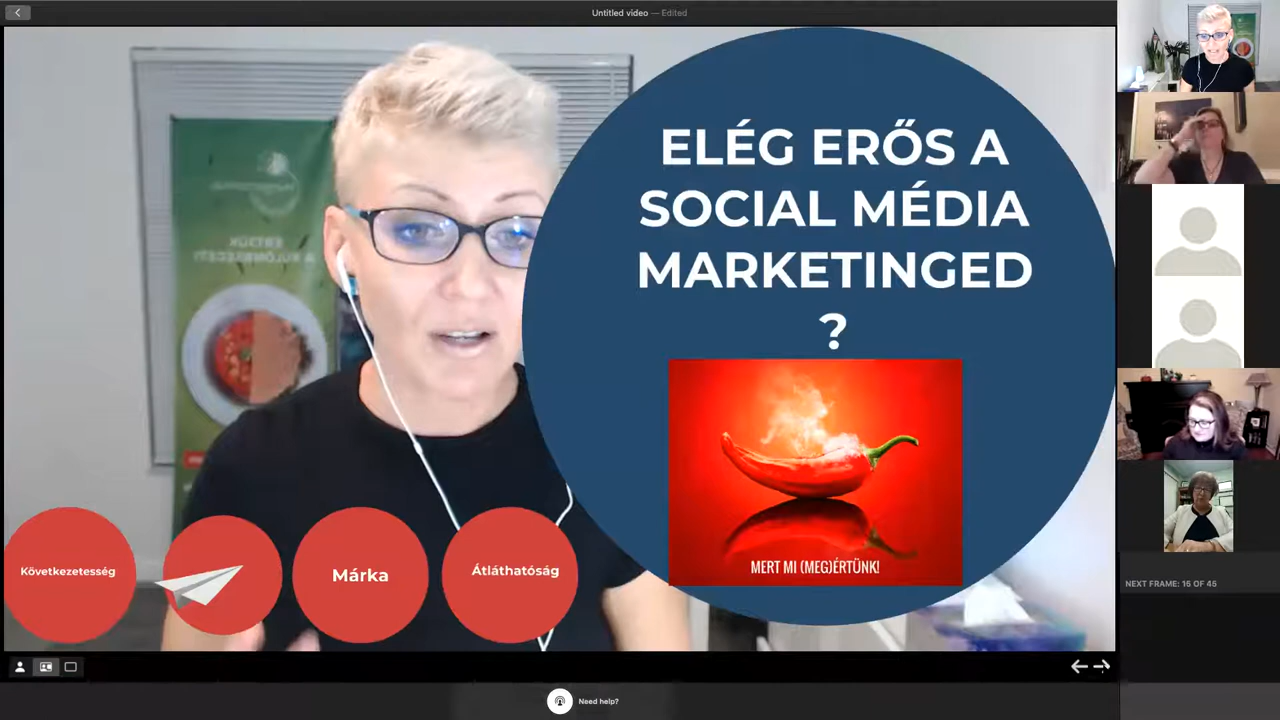 Untitled video — Edited
ELÉG ERŐS A
SOCIAL MÉDIA
MARKETINGED
?
MERT MI (MEG)ÉRTÜNK!
Következetesség
Márka
Átláthatóság
NEXT FRAME: 16 OF 45
Need help?